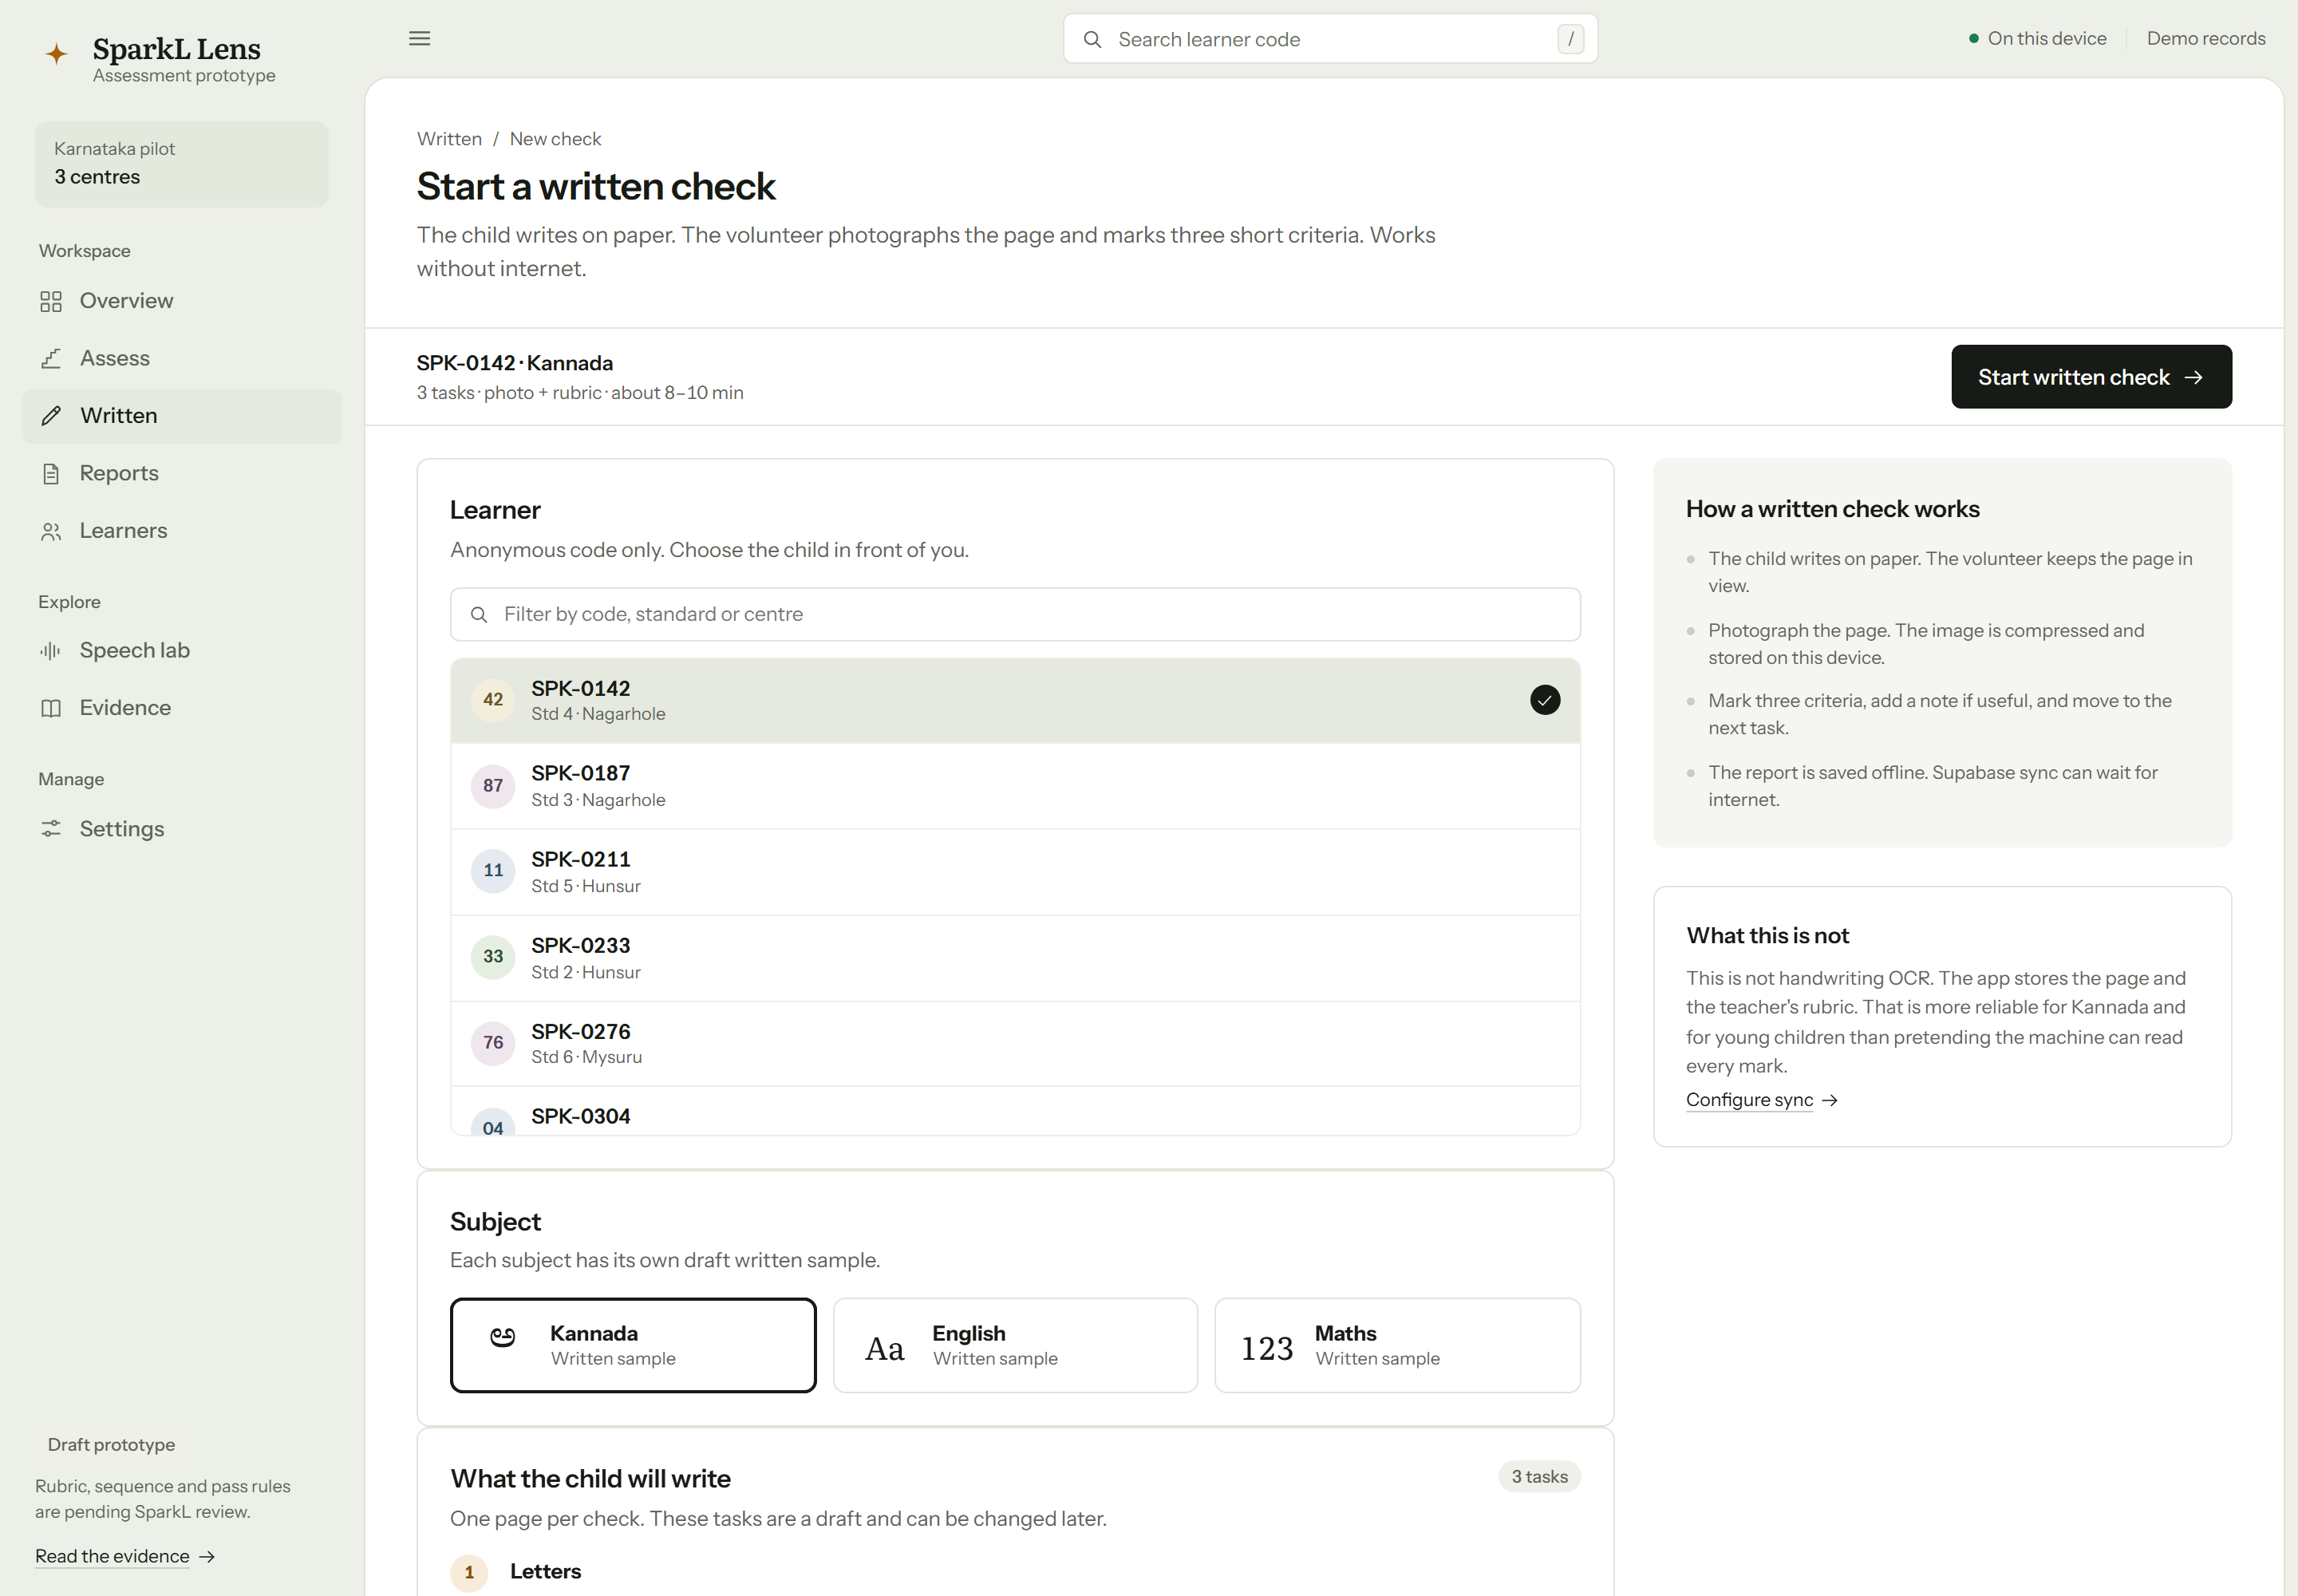 SparkL Lens
Assessment prototype
Karnataka pilot
3 centres
Workspace
Overview
Assess
Written
Reports
Learners
Explore
Speech lab
Evidence
Manage
Settings
Draft prototype
Rubric, sequence and pass rules
are pending SparkL review.
Read the evidence →
Search learner code
/
On this device
Demo records
Written / New check
Start a written check
The child writes on paper. The volunteer photographs the page and marks three short criteria. Works
without internet.
SPK-0142 · Kannada
3 tasks · photo + rubric · about 8–10 min
Start written check →
Learner
Anonymous code only. Choose the child in front of you.
Filter by code, standard or centre
42
SPK-0142
Std 4 · Nagarhole
87
SPK-0187
Std 3 · Nagarhole
11
SPK-0211
Std 5 · Hunsur
33
SPK-0233
Std 2 · Hunsur
76
SPK-0276
Std 6 · Mysuru
04
SPK-0304
Subject
Each subject has its own draft written sample.
ಅ
Kannada
Written sample
Aa
English
Written sample
123
Maths
Written sample
What the child will write
3 tasks
One page per check. These tasks are a draft and can be changed later.
1
Letters
How a written check works
The child writes on paper. The volunteer keeps the page in
view.
Photograph the page. The image is compressed and
stored on this device.
Mark three criteria, add a note if useful, and move to the
next task.
The report is saved offline. Supabase sync can wait for
internet.
What this is not
This is not handwriting OCR. The app stores the page and
the teacher's rubric. That is more reliable for Kannada and
for young children than pretending the machine can read
every mark.
Configure sync →